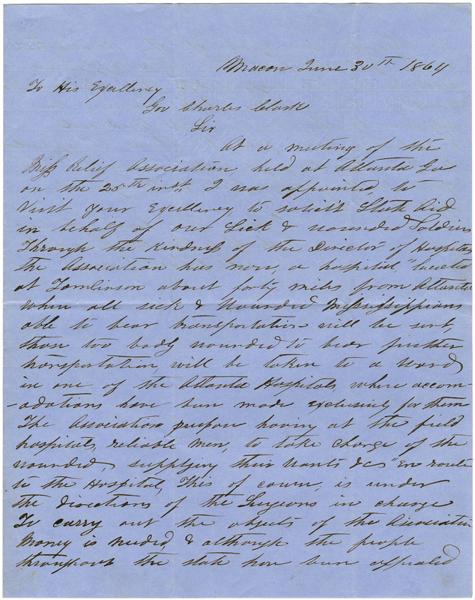 Macon June 30th 1864
To His Excellency
Gov Charles Clark
Sir
At a meeting of the
Miss Relief Association, held at Atlanta Ga
on the 25th inst. I was appointed to
visit your Excellency to solicit State Aid
in behalf of our sick & wounded Soldiers
Through the kindness of the Director of Hospitals
the Association has now, a hospital, located
at Tomlinson about forty miles from Atlanta
where all sick & wounded Mississippians
able to bear transportation will be sent,
those too badly wounded to bear further
transportation will be taken to a ward
in one of the Atlanta Hospitals, where accom
-odations have been made exclusively for them
The Association purpose having at the field
hospitals, reliable men, to take charge of the
wounded, supplying their wants &c En route
to the Hospital, This of course, is under
the directions of the Surgeons in charge
To carry out the objects of the Association
Money is needed, & although the people
throughout the state have been appealed